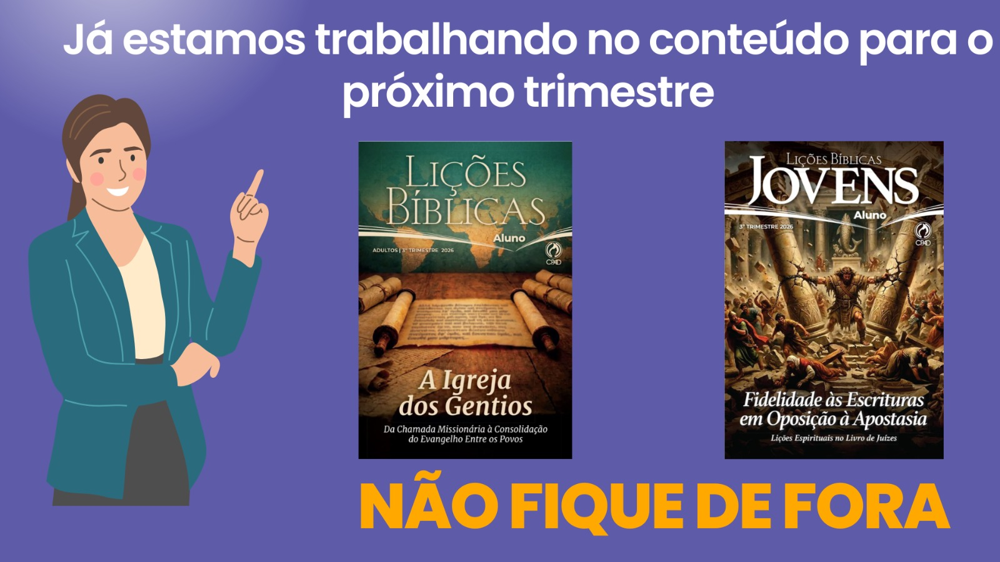 Já estamos trabalhando no conteúdo para o
próximo trimestre
LIÇÕES
BÍBLICAS
Aluno
ADULTOS | 3º TRIMESTRE 2026
CPAD
A Igreja
dos Gentios
Da Chamada Missionária à Consolidação
do Evangelho Entre os Povos
LIÇÕES BÍBLICAS
JOVENS
Aluno
3º TRIMESTRE 2026
CPAD
Fidelidade às Escrituras
em Oposição à Apostasia
Lições Espirituais no Livro de Juízes
NÃO FIQUE DE FORA